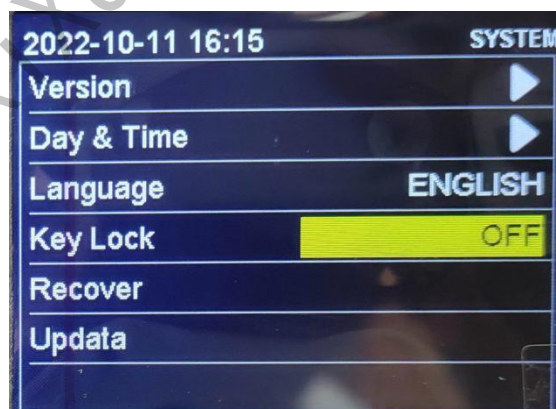 2022-10-11 16:15 SYSTEM
Version
Day & Time
Language ENGLISH
Key Lock OFF
Recover
Updata